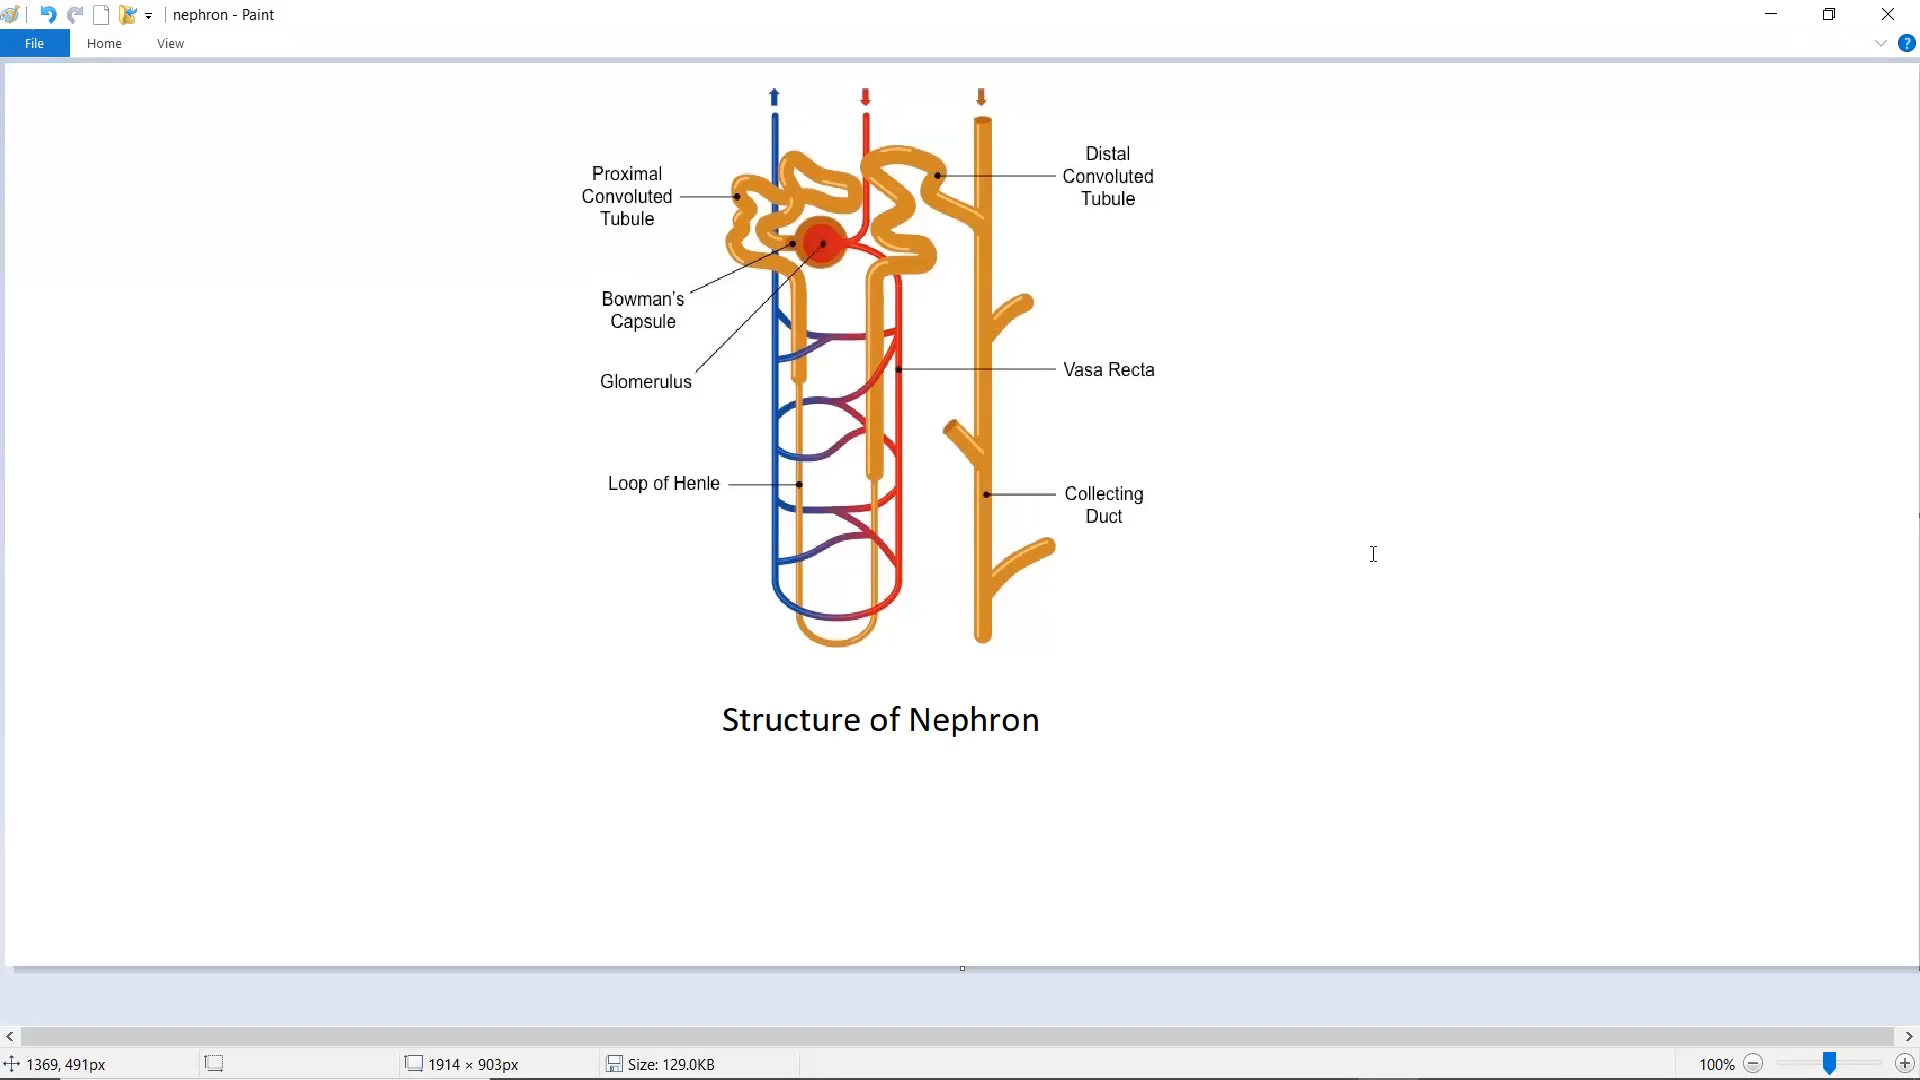 nephron - Paint
File Home View
Proximal
Convoluted
Tubule
Distal
Convoluted
Tubule
Bowman's
Capsule
Glomerulus
Vasa Recta
Loop of Henle
Collecting
Duct
Structure of Nephron
1369, 491px
1914 × 903px
Size: 129.0KB
100%